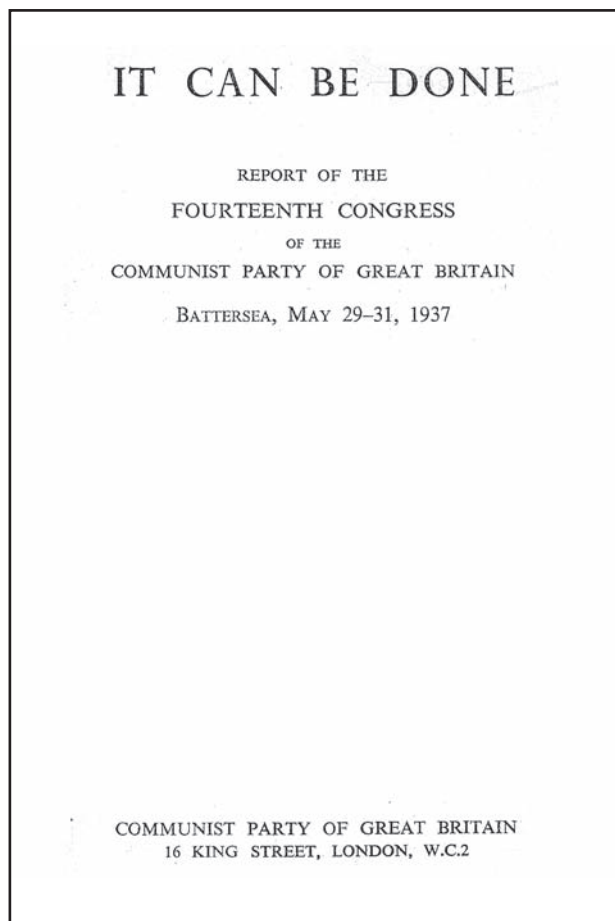 IT CAN BE DONE
REPORT OF THE
FOURTEENTH CONGRESS
OF THE
COMMUNIST PARTY OF GREAT BRITAIN
BATTERSEA, MAY 29–31, 1937
COMMUNIST PARTY OF GREAT BRITAIN
16 KING STREET, LONDON, W.C.2